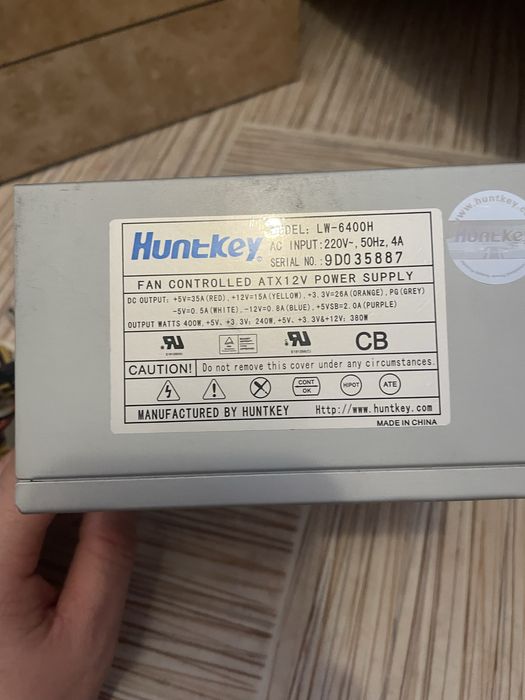 Huntkey
MODEL: LW-6400H
AC INPUT:220V~, 50Hz, 4A
SERIAL NO.: 9D035887
FAN CONTROLLED ATX12V POWER SUPPLY
DC OUTPUT: +5V=35A(RED), +12V=15A(YELLOW), +3.3V=26A(ORANGE), PG(GREY)
-5V=0.5A(WHITE), -12V=0.8A(BLUE), +5VSB=2.0A(PURPLE)
OUTPUT WATTS 400W, +5V, +3.3V: 240W, +5V, +3.3V&+12V: 380W
CB
CAUTION! Do not remove this cover under any circumstances.
CONT
OK
HIPOT
ATE
MANUFACTURED BY HUNTKEY Http://www.huntkey.com
MADE IN CHINA
www.huntkey.